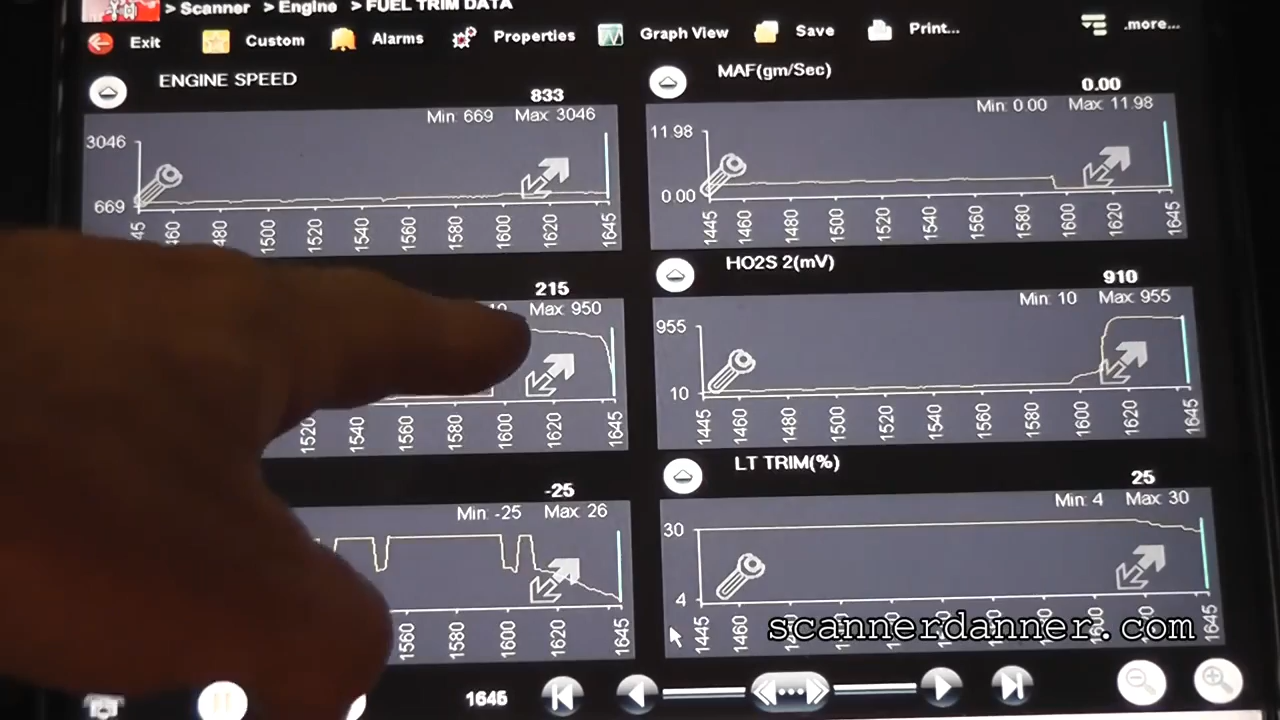 > Scanner > Engine > FUEL TRIM DATA
Exit Custom Alarms Properties Graph View Save Print... .more...
ENGINE SPEED
833
Min: 669 Max: 3046
3046
669
45 460 480 1500 1520 1540 1560 1580 1600 1620 1645
MAF(gm/Sec)
0.00
Min: 0.00 Max: 11.98
11.98
0.00
1445 1460 1480 1500 1520 1540 1560 1580 1600 1620 1645
215
10 Max: 950
1520 1540 1560 1580 1600 1620 1645
HO2S 2(mV)
910
Min: 10 Max: 955
955
10
1445 1460 1480 1500 1520 1540 1560 1580 1600 1620 1645
-25
Min: -25 Max: 26
1560 1580 1600 1620 1645
LT TRIM(%)
25
Min: 4 Max: 30
30
4
1445 1460 1645
scannerdanner.com
1645